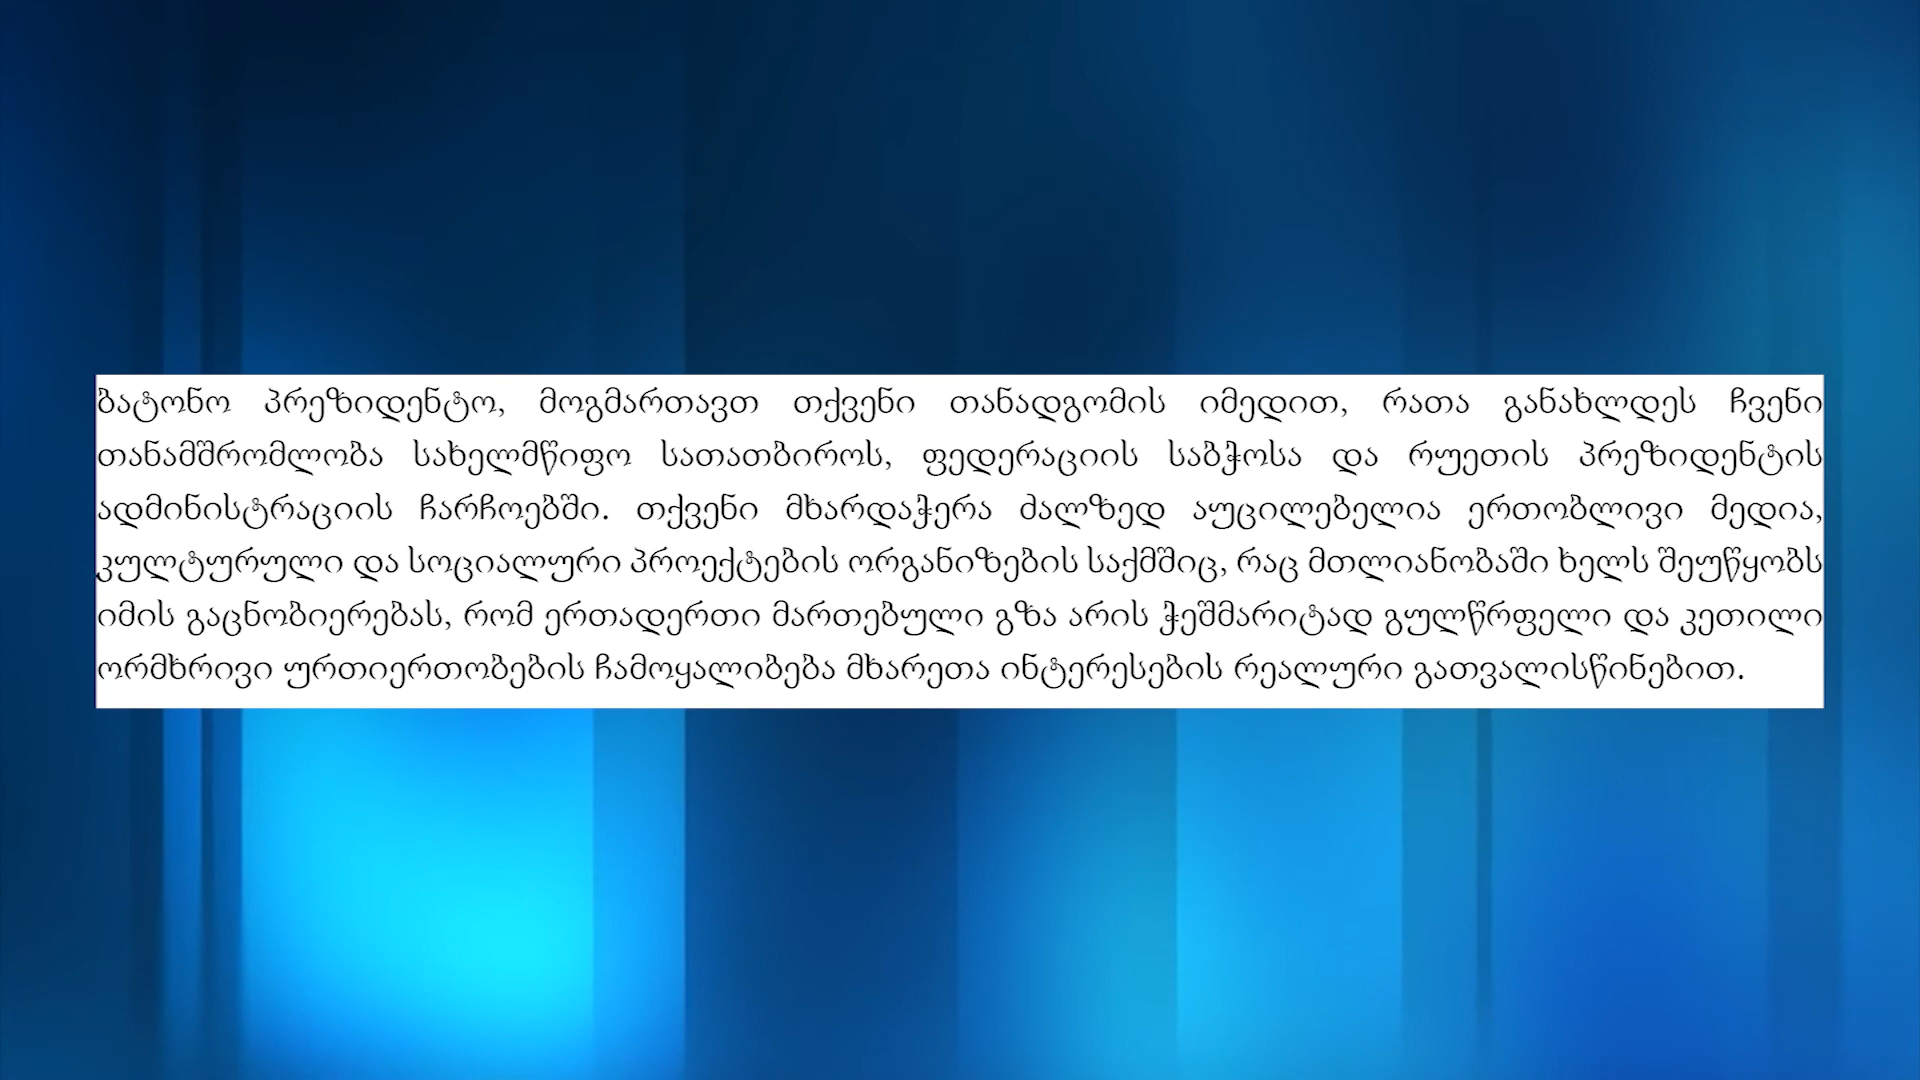 ბატონო პრეზიდენტო, მოგმართავთ თქვენი თანადგომის იმედით, რათა განახლდეს ჩვენი
თანამშრომლობა სახელმწიფო სათათბიროს, ფედერაციის საბჭოსა და რუეთის პრეზიდენტის
ადმინისტრაციის ჩარჩოებში. თქვენი მხარდაჭერა ძალზედ აუცილებელია ერთობლივი მედია,
კულტურული და სოციალური პროექტების ორგანიზების საქმშიც, რაც მთლიანობაში ხელს შეუწყობს
იმის გაცნობიერებას, რომ ერთადერთი მართებული გზა არის ჭეშმარიტად გულწრფელი და კეთილი
ორმხრივი ურთიერთობების ჩამოყალიბება მხარეთა ინტერესების რეალური გათვალისწინებით.